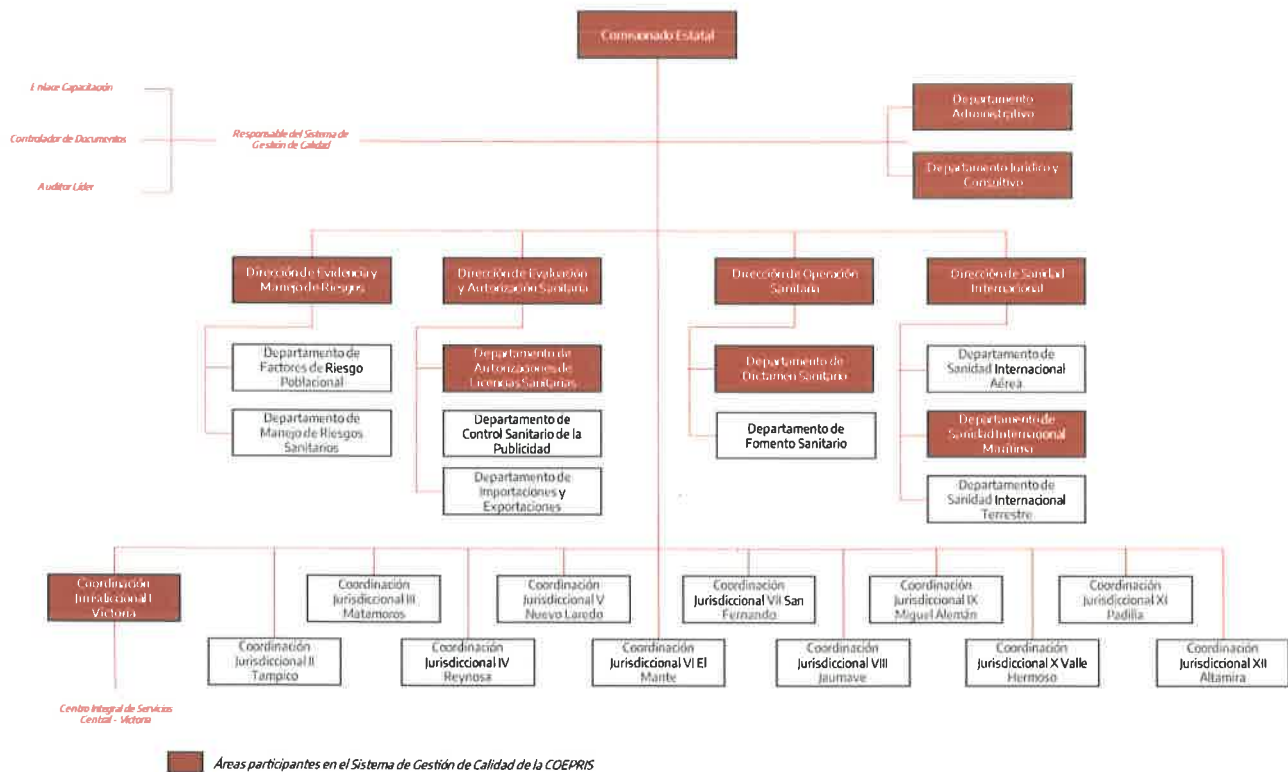 Comisionado Estatal
Enlace Capacitación
Controlador de Documentos
Auditor Líder
Responsable del Sistema de
Gestión de Calidad
Departamento
Administrativo
Departamento Jurídico y
Consultivo
Dirección de Evidencia y
Manejo de Riesgos
Dirección de Evaluación
y Autorización Sanitaria
Dirección de Operación
Sanitaria
Dirección de Sanidad
Internacional
Departamento de
Factores de Riesgo
Poblacional
Departamento de
Autorizaciones de
Licencias Sanitarias
Departamento de
Dictamen Sanitario
Departamento de
Sanidad Internacional
Aérea
Departamento de
Manejo de Riesgos
Sanitarios
Departamento de
Control Sanitario de la
Publicidad
Departamento de
Fomento Sanitario
Departamento de
Sanidad Internacional
Marítima
Departamento de
Importaciones y
Exportaciones
Departamento de
Sanidad Internacional
Terrestre
Coordinación
Jurisdiccional I
Victoria
Coordinación
Jurisdiccional III
Matamoros
Coordinación
Jurisdiccional V
Nuevo Laredo
Coordinación
Jurisdiccional VII San
Fernando
Coordinación
Jurisdiccional IX
Miguel Alemán
Coordinación
Jurisdiccional XI
Padilla
Coordinación
Jurisdiccional II
Tampico
Coordinación
Jurisdiccional IV
Reynosa
Coordinación
Jurisdiccional VI El
Mante
Coordinación
Jurisdiccional VIII
Jaumave
Coordinación
Jurisdiccional X Valle
Hermoso
Coordinación
Jurisdiccional XII
Altamira
Centro Integral de Servicios
Central - Victoria
Áreas participantes en el Sistema de Gestión de Calidad de la COEPRIS